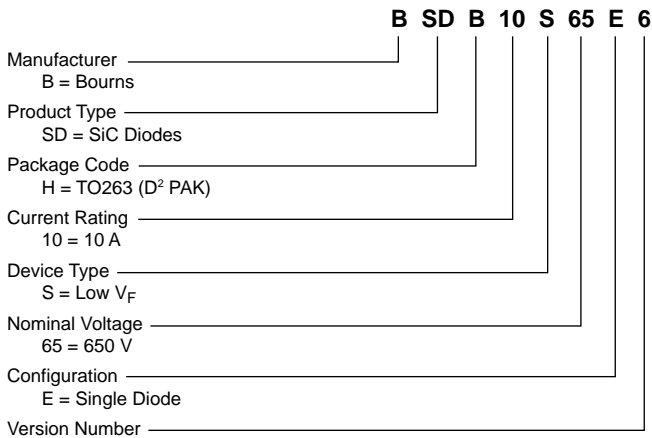 B SD B 10 S 65 E 6
Manufacturer
B = Bourns
Product Type
SD = SiC Diodes
Package Code
H = TO263 (D² PAK)
Current Rating
10 = 10 A
Device Type
S = Low VF
Nominal Voltage
65 = 650 V
Configuration
E = Single Diode
Version Number